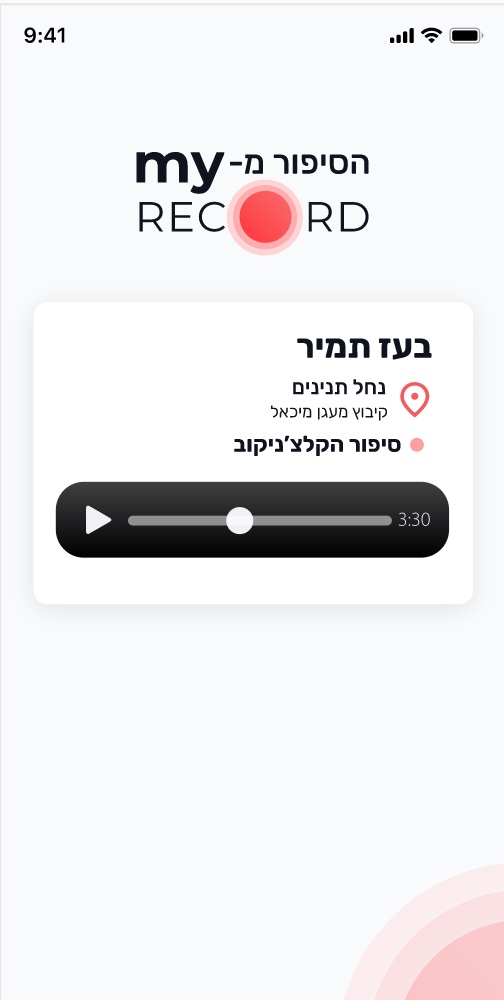 9:41
הסיפור מ-my
RECORD
בעז תמיר
נחל תנינים
קיבוץ מעגן מיכאל
סיפור הקלצ'ניקוב
3:30